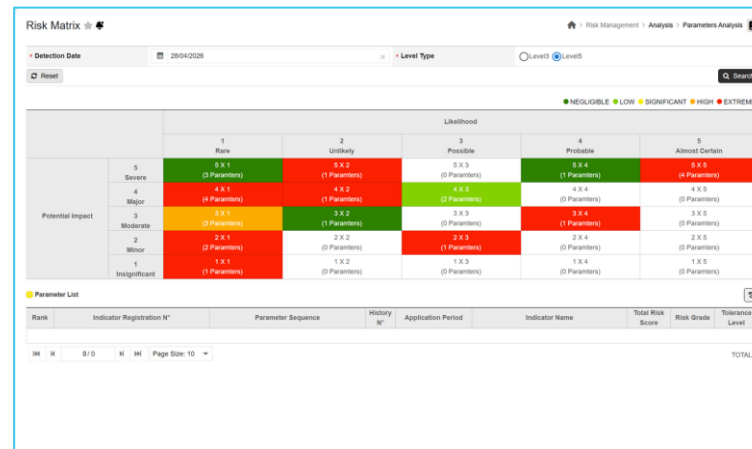 Risk Matrix
Risk Management > Analysis > Parameters Analysis
* Detection Date 28/04/2026 × * Level Type Level3 Level5
Reset Search
NEGLIGIBLE LOW SIGNIFICANT HIGH EXTREM
Likelihood
1 2 3 4 5
Rare Unlikely Possible Probable Almost Certain
Potential Impact
5 Severe
5 X 1 5 X 2 5 X 3 5 X 4 5 X 5
(3 Paramters) (1 Paramters) (0 Paramters) (1 Paramters) (4 Paramters)
4 Major
4 X 1 4 X 2 4 X 3 4 X 4 4 X 5
(4 Paramters) (1 Paramters) (2 Paramters) (0 Paramters) (0 Paramters)
3 Moderate
3 X 1 3 X 2 3 X 3 3 X 4 3 X 5
(3 Paramters) (1 Paramters) (0 Paramters) (1 Paramters) (0 Paramters)
2 Minor
2 X 1 2 X 2 2 X 3 2 X 4 2 X 5
(2 Paramters) (0 Paramters) (1 Paramters) (0 Paramters) (0 Paramters)
1 Insignificant
1 X 1 1 X 2 1 X 3 1 X 4 1 X 5
(1 Paramters) (0 Paramters) (0 Paramters) (0 Paramters) (0 Paramters)
Parameter List
Rank Indicator Registration N° Parameter Sequence History N° Application Period Indicator Name Total Risk Score Risk Grade Tolerance Level
0/ 0 Page Size: 10 TOTAL